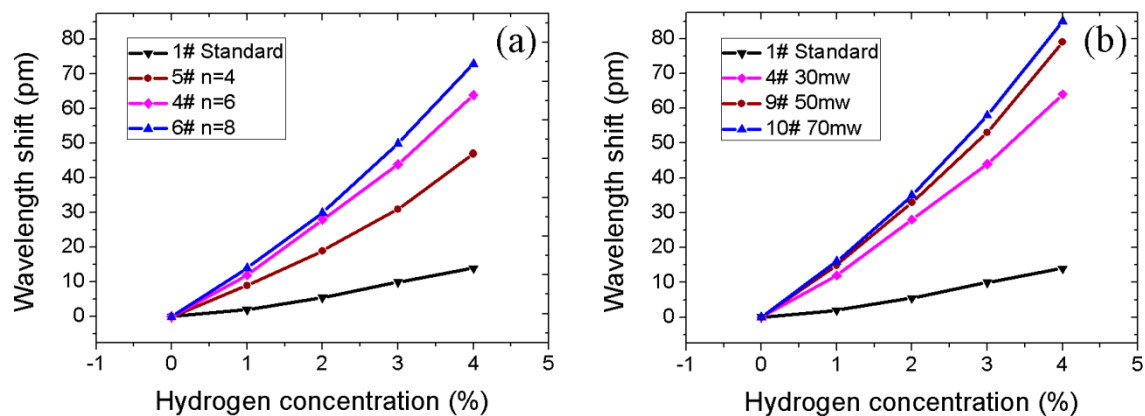 (a)
1# Standard
5# n=4
4# n=6
6# n=8
Wavelength shift (pm)
80
70
60
50
40
30
20
10
0
-1 0 1 2 3 4 5
Hydrogen concentration (%)
(b)
1# Standard
4# 30mw
9# 50mw
10# 70mw
Wavelength shift (pm)
80
70
60
50
40
30
20
10
0
-1 0 1 2 3 4 5
Hydrogen concentration (%)